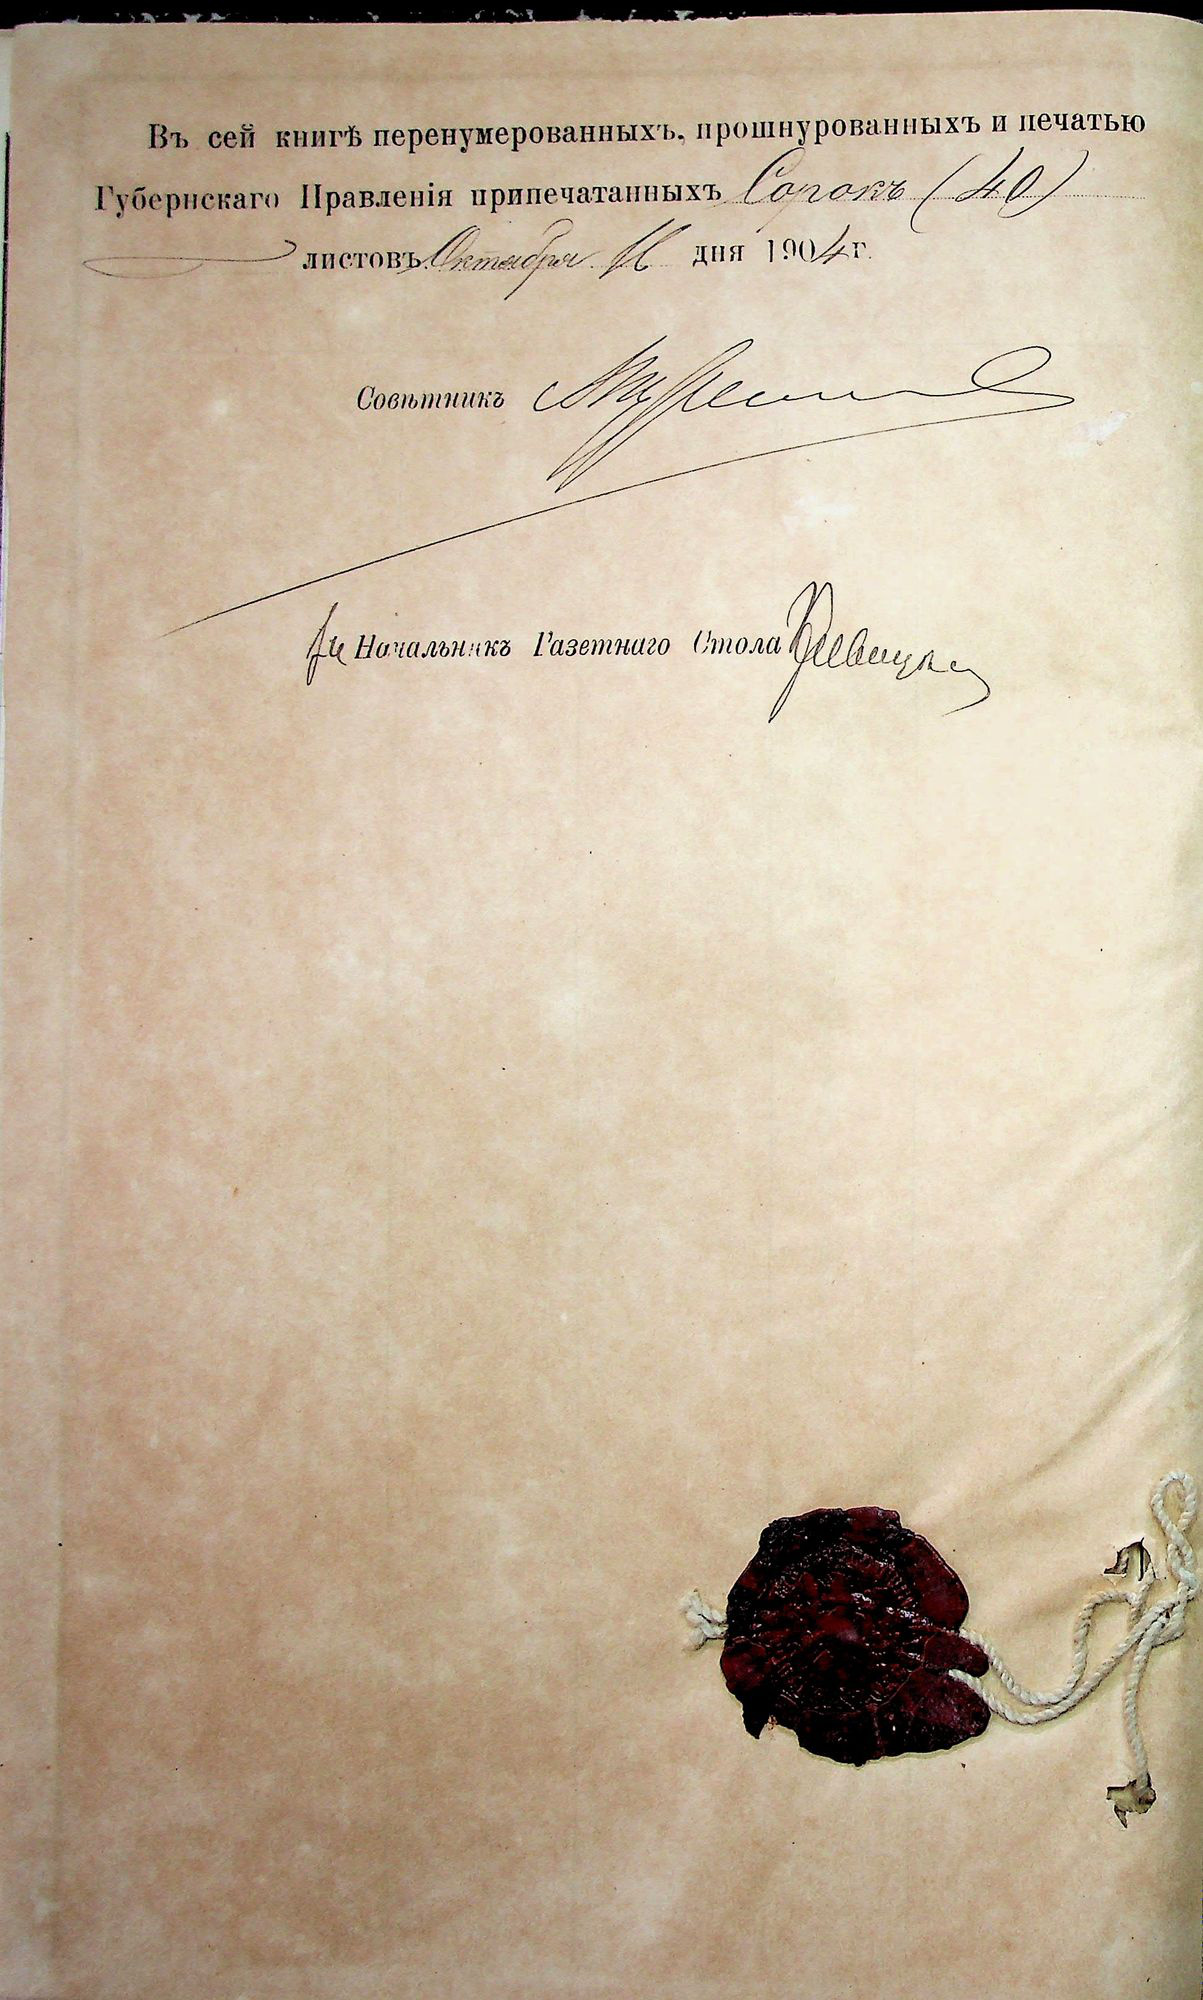 Въ сей книгѣ перенумерованныхъ, прошнурованныхъ и печатью
Губернскаго Правленія припечатанныхъ Сорокъ (40)
листовъ Октября 16 дня 1904 г.
Совѣтникъ
Начальникъ Газетнаго Стола